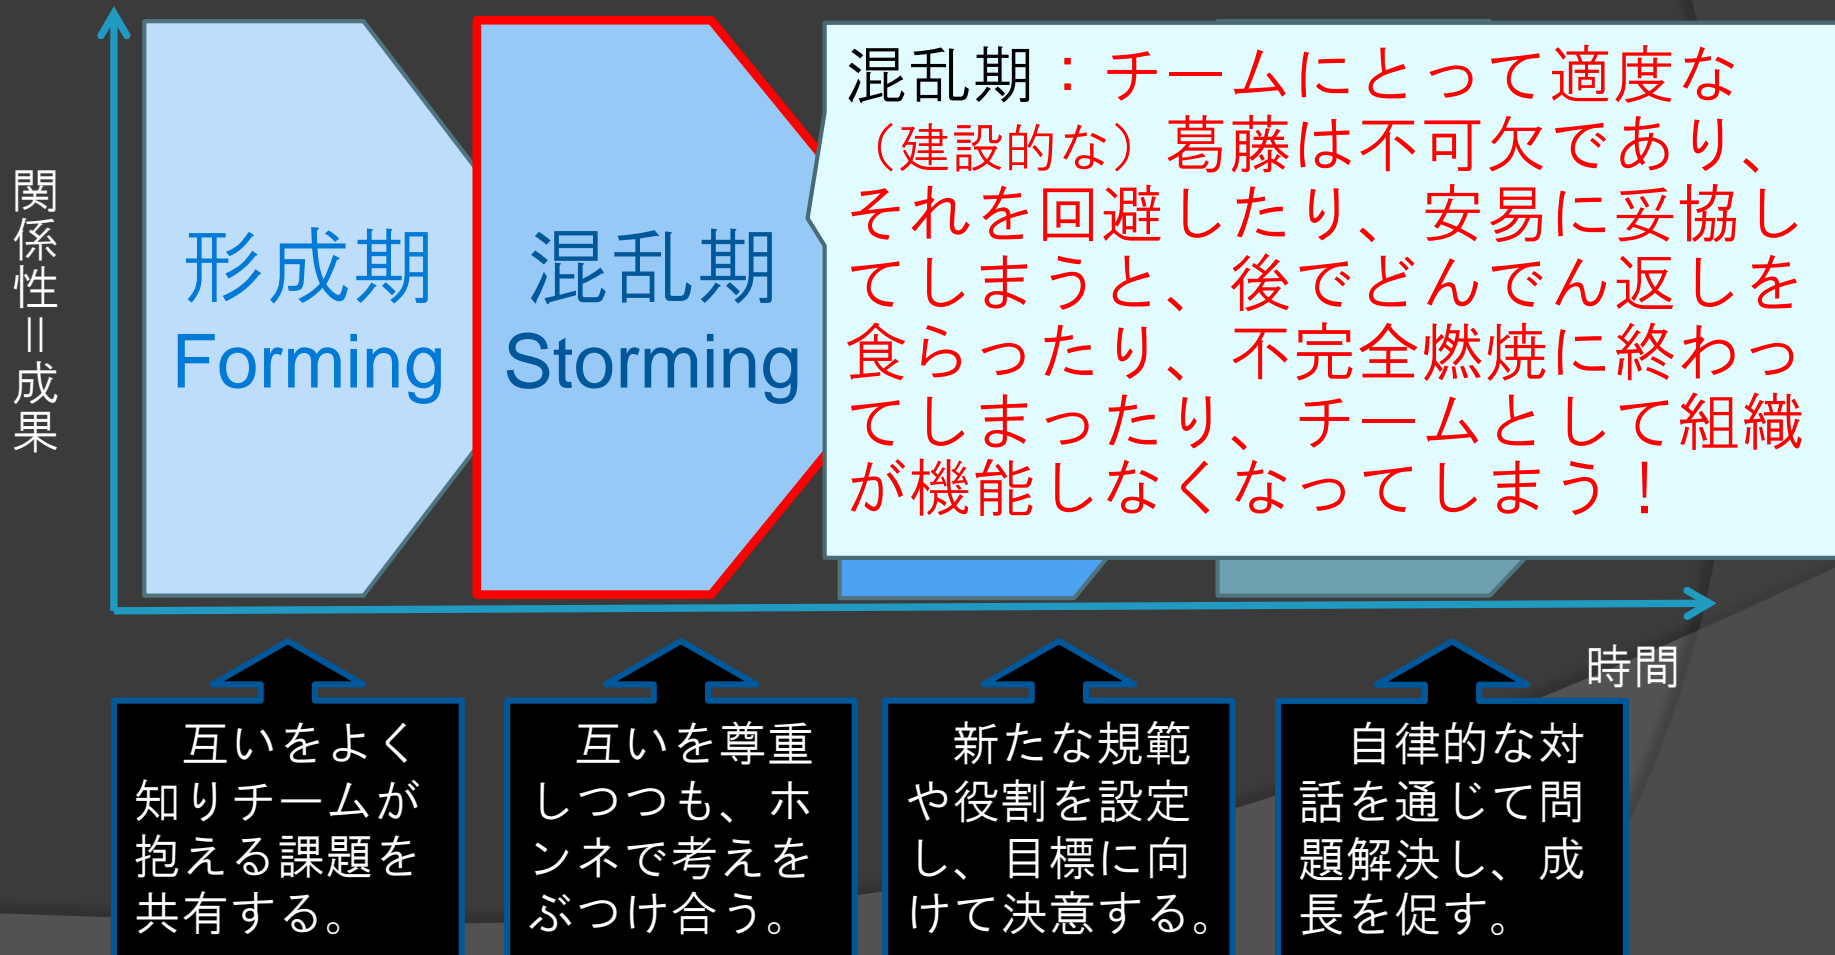 関係性＝成果
形成期
Forming
混乱期
Storming
混乱期：チームにとって適度な
（建設的な）葛藤は不可欠であり、
それを回避したり、安易に妥協し
てしまうと、後でどんでん返しを
食らったり、不完全燃焼に終わっ
てしまったり、チームとして組織
が機能しなくなってしまう！
時間
互いをよく
知りチームが
抱える課題を
共有する。
互いを尊重
しつつも、ホ
ンネで考えを
ぶつけ合う。
新たな規範
や役割を設定
し、目標に向
けて決意する。
自律的な対
話を通じて問
題解決し、成
長を促す。